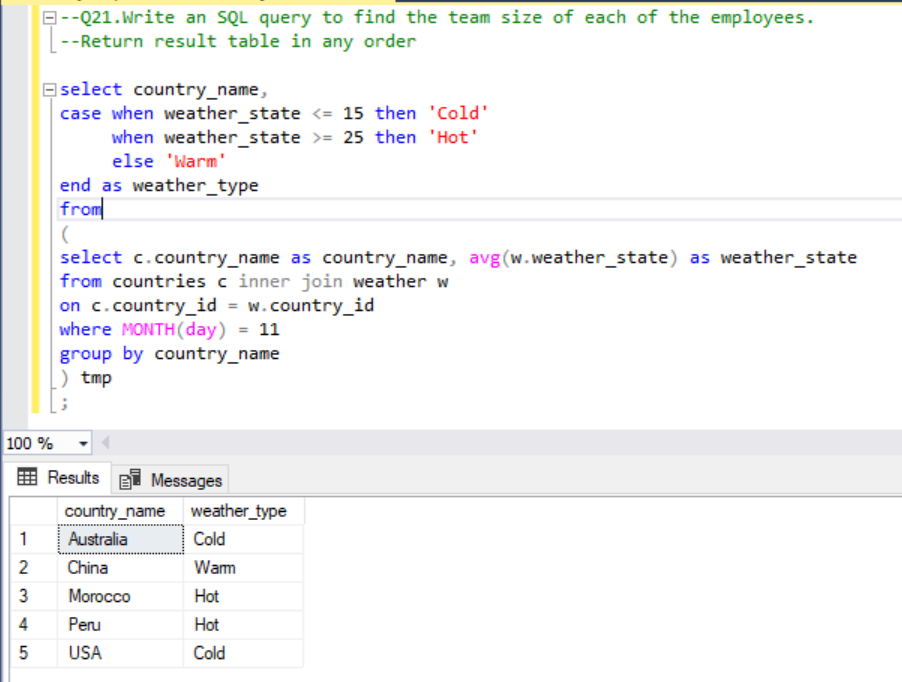 --Q21.Write an SQL query to find the team size of each of the employees.
--Return result table in any order
select country_name,
case when weather_state <= 15 then 'Cold'
when weather_state >= 25 then 'Hot'
else 'Warm'
end as weather_type
from
(
select c.country_name as country_name, avg(w.weather_state) as weather_state
from countries c inner join weather w
on c.country_id = w.country_id
where MONTH(day) = 11
group by country_name
) tmp
;
100 %
Results Messages
country_name weather_type
1 Australia Cold
2 China Warm
3 Morocco Hot
4 Peru Hot
5 USA Cold